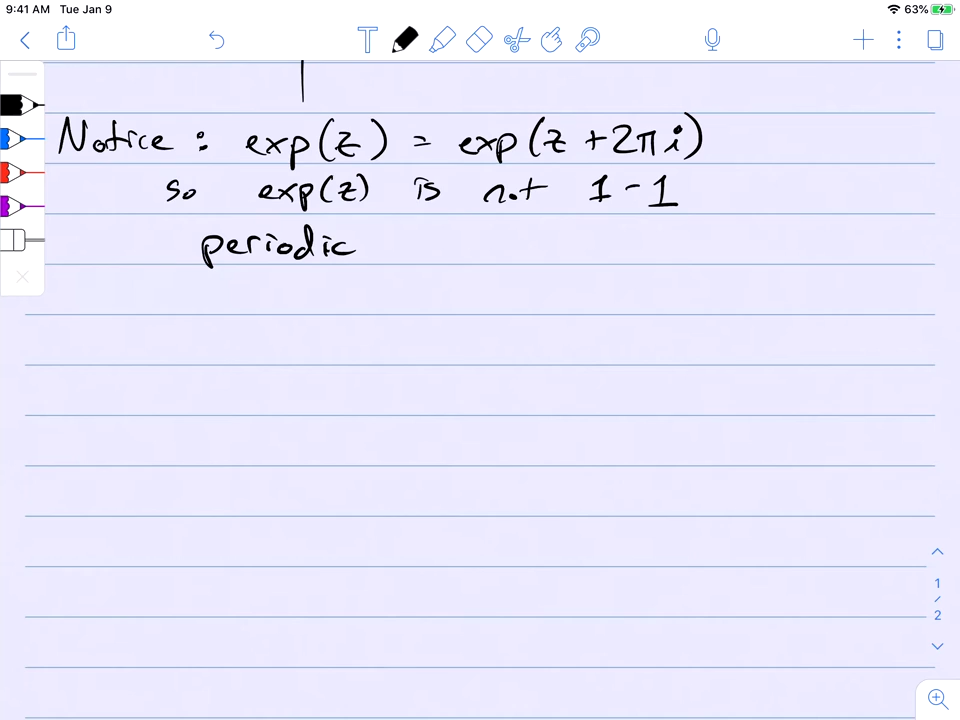 9:41 AM Tue Jan 9 63%
T
Notice : exp(z) = exp(z + 2πi)
so exp(z) is not 1-1
periodic
1
/
2